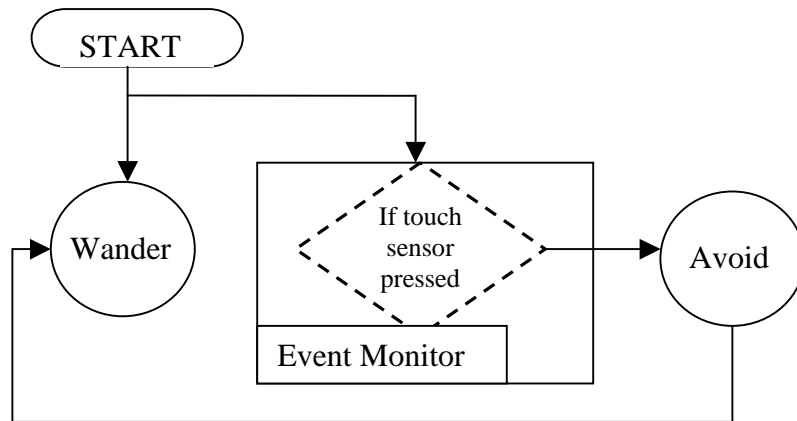 START
Wander
If touch
sensor
pressed
Avoid
Event Monitor